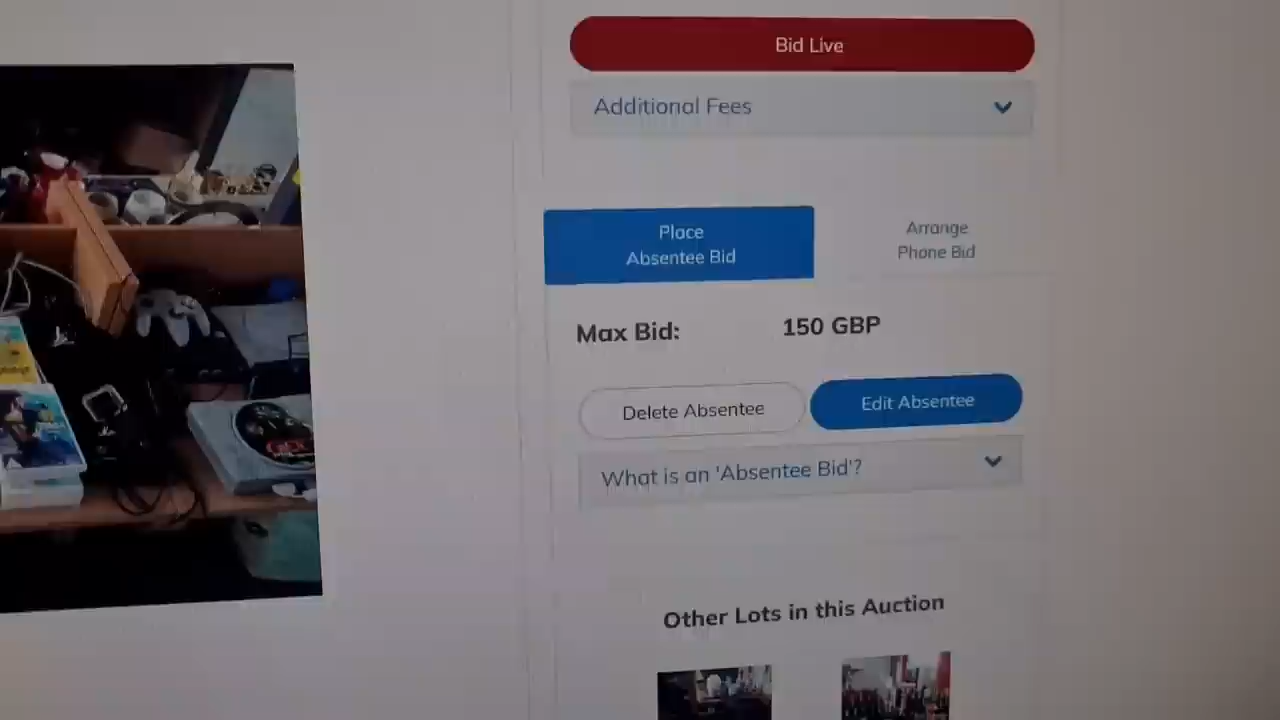 Bid Live
Additional Fees
Place
Absentee Bid
Arrange
Phone Bid
Max Bid: 150 GBP
Delete Absentee
Edit Absentee
What is an 'Absentee Bid'?
Other Lots in this Auction